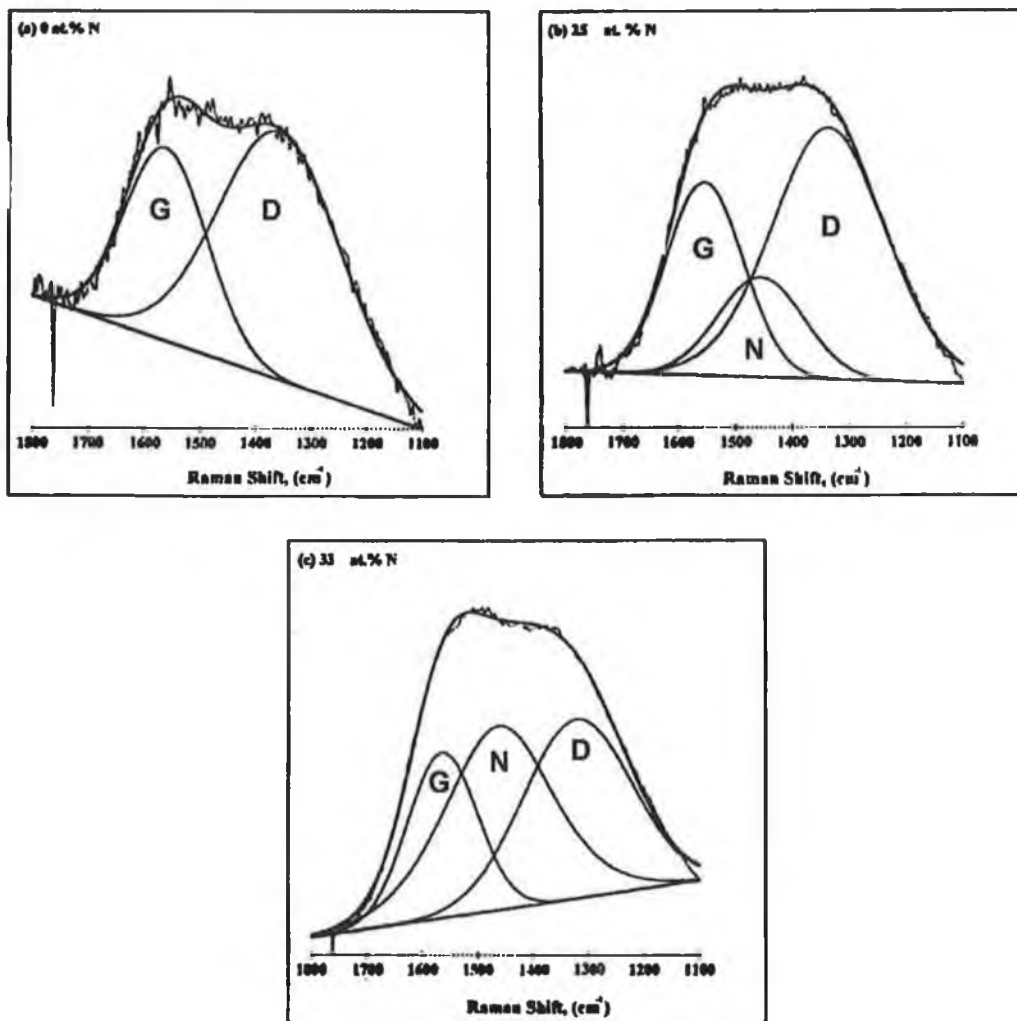 (a) 0 at.% N
G
D
1800 1700 1600 1500 1400 1300 1200 1100
Raman Shift, (cm⁻¹)
(b) 25 at. % N
G
D
N
1800 1700 1600 1500 1400 1300 1200 1100
Raman Shift, (cm⁻¹)
(c) 33 at.% N
G
N
D
1800 1700 1600 1500 1400 1300 1200 1100
Raman Shift, (cm⁻¹)